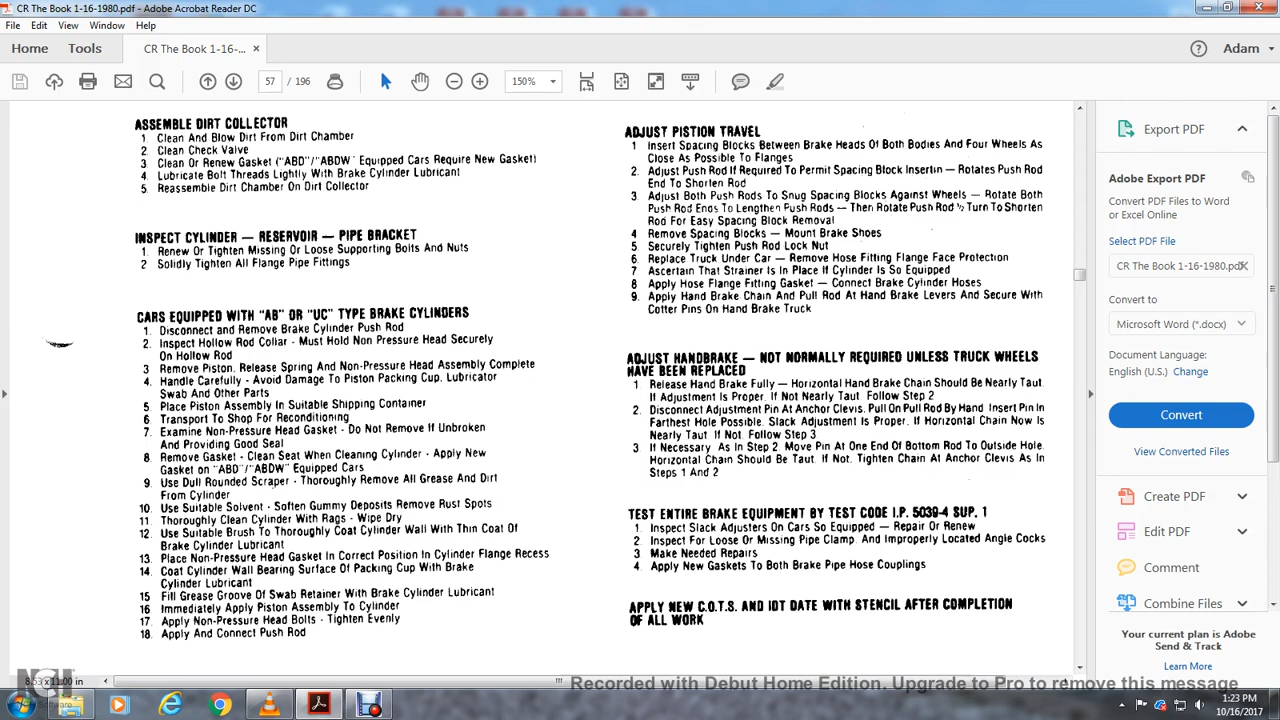 CR The Book 1-16-1980.pdf - Adobe Acrobat Reader DC
File Edit View Window Help
Home Tools CR The Book 1-16-... × Adam
57 / 196 150%
ASSEMBLE DIRT COLLECTOR
1. Clean And Blow Dirt From Dirt Chamber
2. Clean Check Valve
3. Clean Or Renew Gasket ("ABD"/"ABDW" Equipped Cars Require New Gasket)
4. Lubricate Bolt Threads Lightly With Brake Cylinder Lubricant
5. Reassemble Dirt Chamber On Dirt Collector
INSPECT CYLINDER — RESERVOIR — PIPE BRACKET
1. Renew Or Tighten Missing Or Loose Supporting Bolts And Nuts
2 Solidly Tighten All Flange Pipe Fittings
CARS EQUIPPED WITH "AB" OR "UC" TYPE BRAKE CYLINDERS
1. Disconnect and Remove Brake Cylinder Push Rod
2. Inspect Hollow Rod Collar - Must Hold Non Pressure Head Securely
On Hollow Rod
3 Remove Piston, Release Spring And Non-Pressure Head Assembly Complete
4. Handle Carefully - Avoid Damage To Piston Packing Cup, Lubricator
Swab And Other Parts
5. Place Piston Assembly In Suitable Shipping Container
6. Transport To Shop For Reconditioning
7. Examine Non-Pressure Head Gasket - Do Not Remove If Unbroken
And Providing Good Seal
8. Remove Gasket - Clean Seat When Cleaning Cylinder - Apply New
Gasket on "ABD"/"ABDW" Equipped Cars
9. Use Dull Rounded Scraper - Thoroughly Remove All Grease And Dirt
From Cylinder
10. Use Suitable Solvent - Soften Gummy Deposits Remove Rust Spots
11. Thoroughly Clean Cylinder With Rags - Wipe Dry
12. Use Suitable Brush To Thoroughly Coat Cylinder Wall With Thin Coat Of
Brake Cylinder Lubricant
13. Place Non-Pressure Head Gasket In Correct Position In Cylinder Flange Recess
14. Coat Cylinder Wall Bearing Surface Of Packing Cup With Brake
Cylinder Lubricant
15. Fill Grease Groove Of Swab Retainer With Brake Cylinder Lubricant
16 Immediately Apply Piston Assembly To Cylinder
17. Apply Non-Pressure Head Bolts - Tighten Evenly
18. Apply And Connect Push Rod
ADJUST PISTION TRAVEL
1 Insert Spacing Blocks Between Brake Heads Of Both Bodies And Four Wheels As
Close As Possible To Flanges
2. Adjust Push Rod If Required To Permit Spacing Block Insertin — Rotates Push Rod
End To Shorten Rod
3. Adjust Both Push Rods To Snug Spacing Blocks Against Wheels — Rotate Both
Push Rod Ends To Lengthen Push Rods — Then Rotate Push Rod ½ Turn To Shorten
Rod For Easy Spacing Block Removal
4 Remove Spacing Blocks — Mount Brake Shoes
5 Securely Tighten Push Rod Lock Nut
6. Replace Truck Under Car — Remove Hose Fitting Flange Face Protection
7 Ascertain That Strainer Is In Place If Cylinder Is So Equipped
8 Apply Hose Flange Fitting Gasket — Connect Brake Cylinder Hoses
9. Apply Hand Brake Chain And Pull Rod At Hand Brake Levers And Secure With
Cotter Pins On Hand Brake Truck
ADJUST HANDBRAKE — NOT NORMALLY REQUIRED UNLESS TRUCK WHEELS
HAVE BEEN REPLACED
1 Release Hand Brake Fully — Horizontal Hand Brake Chain Should Be Nearly Taut.
If Adjustment Is Proper. If Not Nearly Taut. Follow Step 2
2. Disconnect Adjustment Pin At Anchor Clevis, Pull On Pull Rod By Hand. Insert Pin In
Farthest Hole Possible. Slack Adjustment Is Proper. If Horizontal Chain Now Is
Nearly Taut If Not. Follow Step 3
3 If Necessary As In Step 2. Move Pin At One End Of Bottom Rod To Outside Hole.
Horizontal Chain Should Be Taut. If Not. Tighten Chain At Anchor Clevis As In
Steps 1 And 2
TEST ENTIRE BRAKE EQUIPMENT BY TEST CODE I.P. 5039-4 SUP. 1
1 Inspect Slack Adjusters On Cars So Equipped — Repair Or Renew
2 Inspect For Loose Or Missing Pipe Clamp. And Improperly Located Angle Cocks
3 Make Needed Repairs
4 Apply New Gaskets To Both Brake Pipe Hose Couplings
APPLY NEW C.O.T.S. AND IDT DATE WITH STENCIL AFTER COMPLETION
OF ALL WORK
Export PDF
Adobe Export PDF
Convert PDF Files to Word
or Excel Online
Select PDF File
CR The Book 1-16-1980.pdf
Convert to
Microsoft Word (*.docx)
Document Language:
English (U.S.) Change
Convert
View Converted Files
Create PDF
Edit PDF
Comment
Combine Files
Your current plan is Adobe
Send & Track
Learn More
8.53 x 11.00 in
NCH
Software
Recorded with Debut Home Edition. Upgrade to Pro to remove this message
1:23 PM
10/16/2017